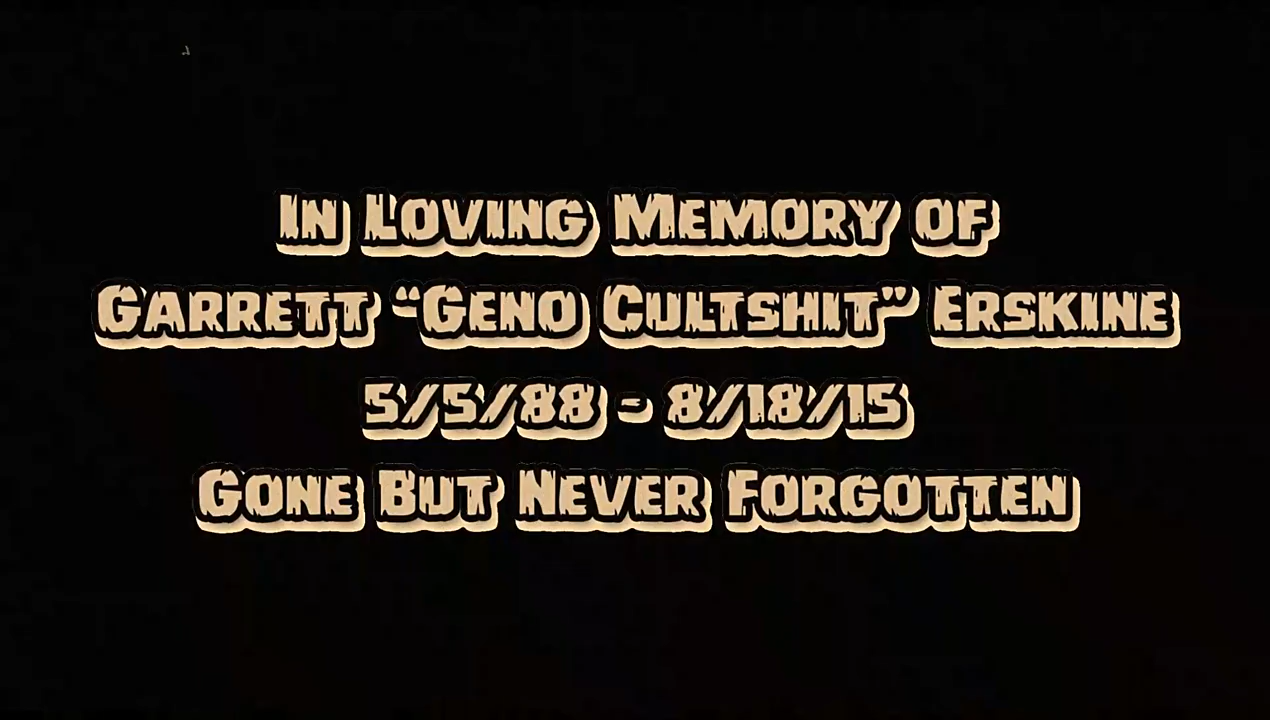 In Loving Memory of
Garrett “Geno Cultshit” Erskine
5/5/88 - 8/18/15
Gone But Never Forgotten